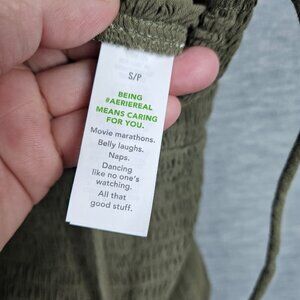 S/P
BEING
#AERIEREAL
MEANS CARING
FOR YOU.
Movie marathons.
Belly laughs.
Naps.
Dancing
like no one's
watching.
All that
good stuff.